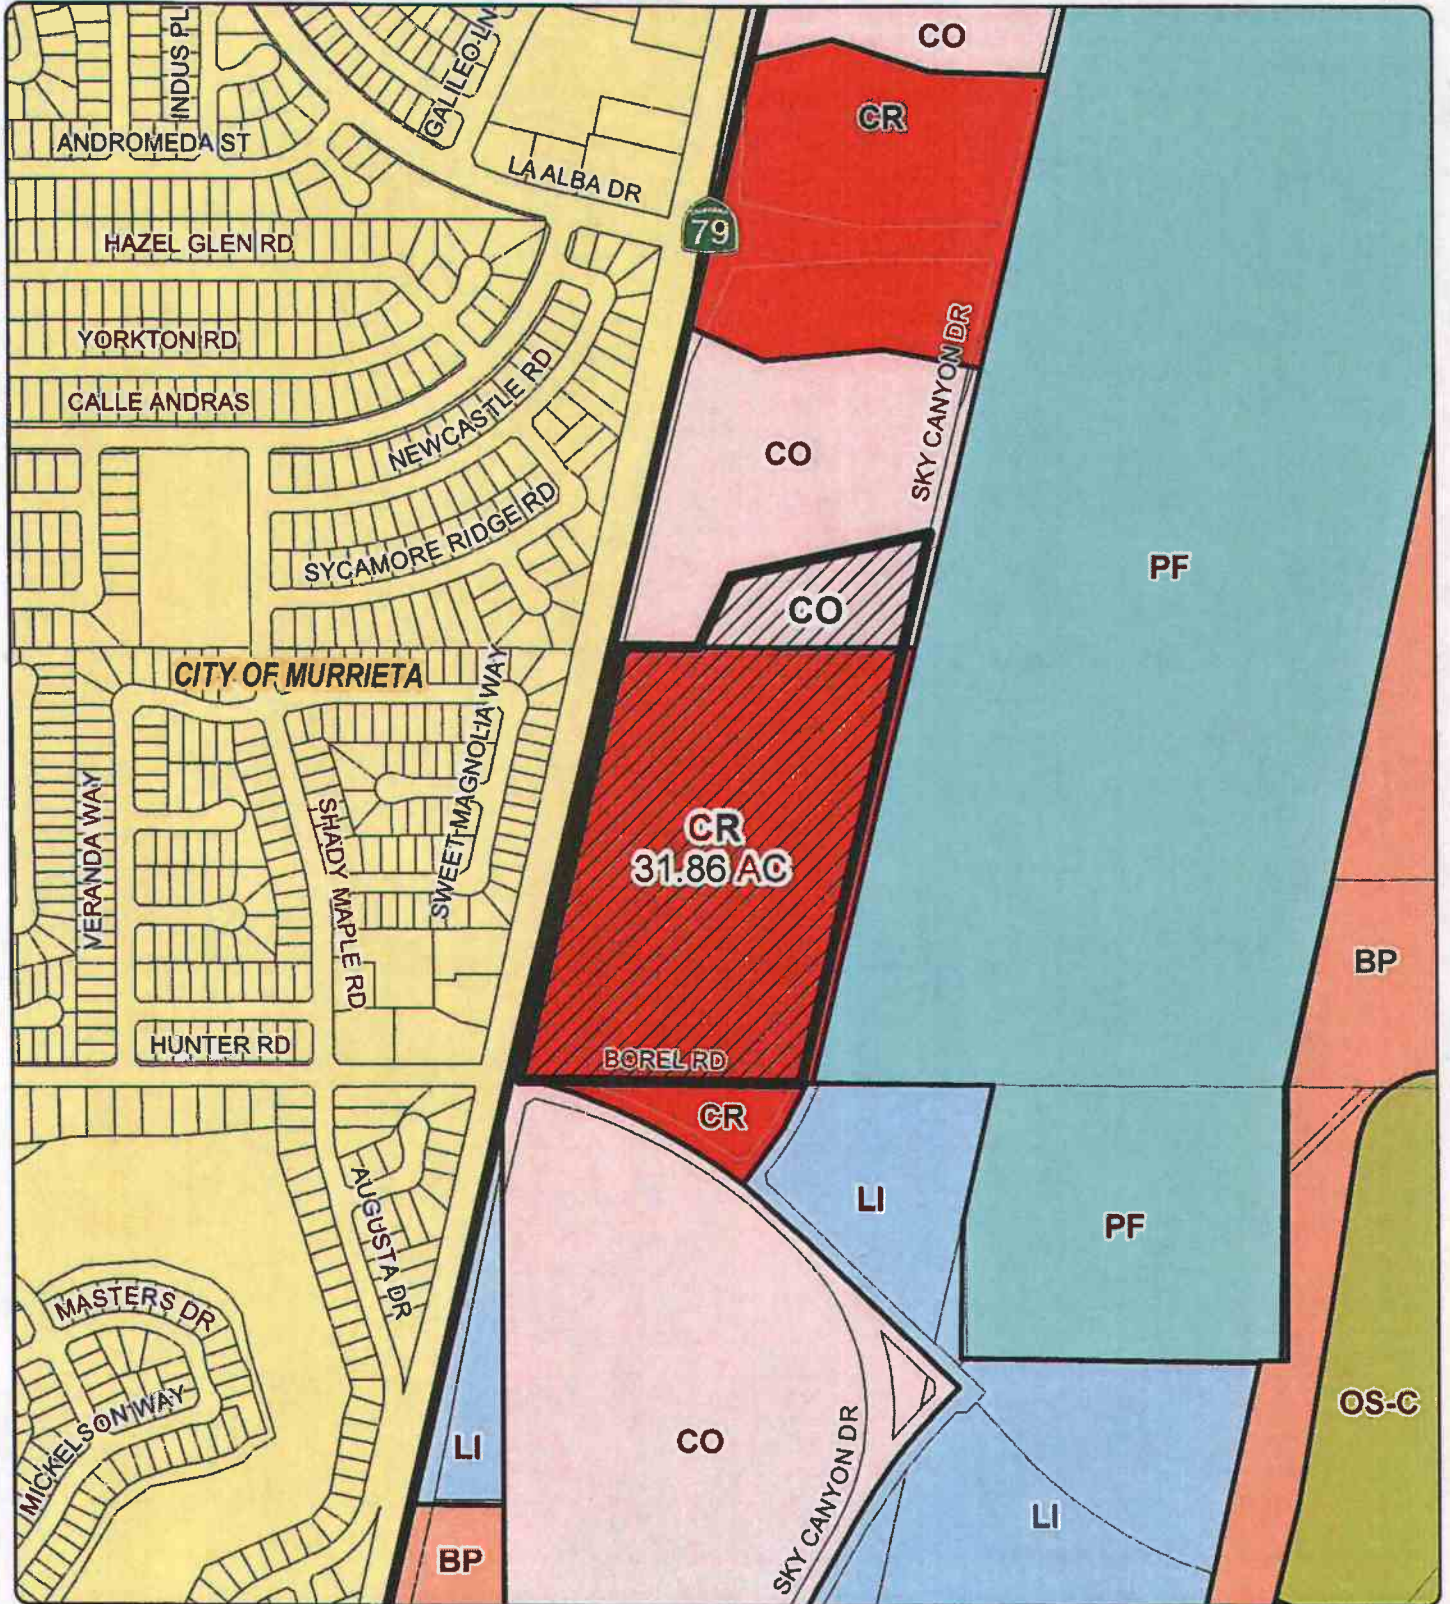 INDUS PL
GALILEO LN
CO
CR
ANDROMEDA ST
LA ALBA DR
79
HAZEL GLEN RD
YORKTON RD
SKY CANYON DR
CALLE ANDRAS
NEWCASTLE RD
CO
SYCAMORE RIDGE RD
PF
CO
CITY OF MURRIETA
SWEET MAGNOLIA WAY
VERANDA WAY
SHADY MAPLE RD
CR
31.86 AC
BP
HUNTER RD
BOREL RD
CR
AUGUSTA DR
LI
PF
MASTERS DR
MICKELSON WAY
LI
CO
SKY CANYON DR
OS-C
LI
BP